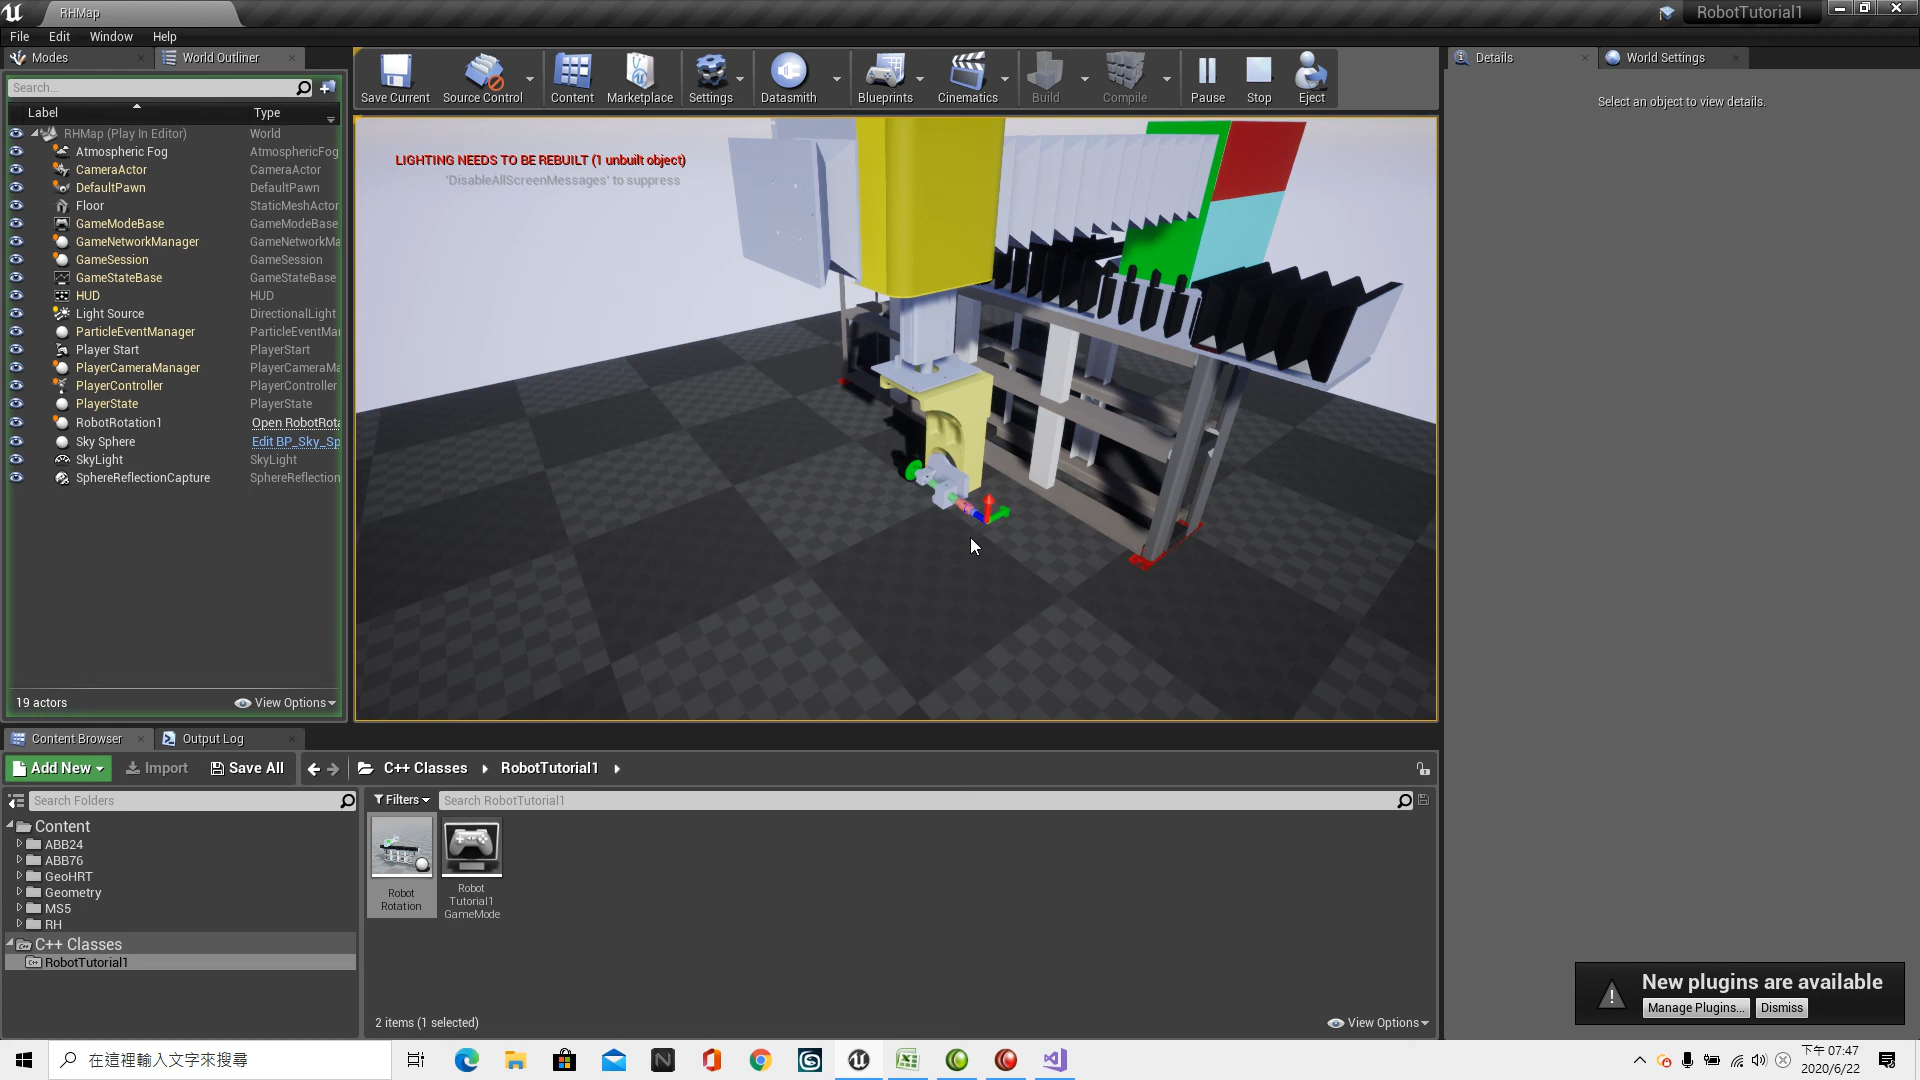 RHMap
RobotTutorial1
File Edit Window Help
Modes
World Outliner
Search...
Label Type
RHMap (Play In Editor) World
Atmospheric Fog AtmosphericFog
CameraActor CameraActor
DefaultPawn DefaultPawn
Floor StaticMeshActor
GameModeBase GameModeBase
GameNetworkManager GameNetworkMa
GameSession GameSession
GameStateBase GameStateBase
HUD HUD
Light Source DirectionalLight
ParticleEventManager ParticleEventMa
Player Start PlayerStart
PlayerCameraManager PlayerCameraMa
PlayerController PlayerController
PlayerState PlayerState
RobotRotation1 Open RobotRota
Sky Sphere Edit BP_Sky_Sp
SkyLight SkyLight
SphereReflectionCapture SphereReflection
19 actors
View Options
Save Current Source Control Content Marketplace Settings Datasmith Blueprints Cinematics Build Compile Pause Stop Eject
LIGHTING NEEDS TO BE REBUILT (1 unbuilt object)
'DisableAllScreenMessages' to suppress
Details
World Settings
Select an object to view details.
Content Browser
Output Log
Add New Import Save All C++ Classes RobotTutorial1
Search Folders
Filters
Search RobotTutorial1
Content
ABB24
ABB76
GeoHRT
Geometry
MS5
RH
C++ Classes
RobotTutorial1
Robot
Rotation
Robot
Tutorial1
GameMode
2 items (1 selected)
View Options
New plugins are available
Manage Plugins...
Dismiss
在這裡輸入文字來搜尋
下午 07:47
2020/6/22